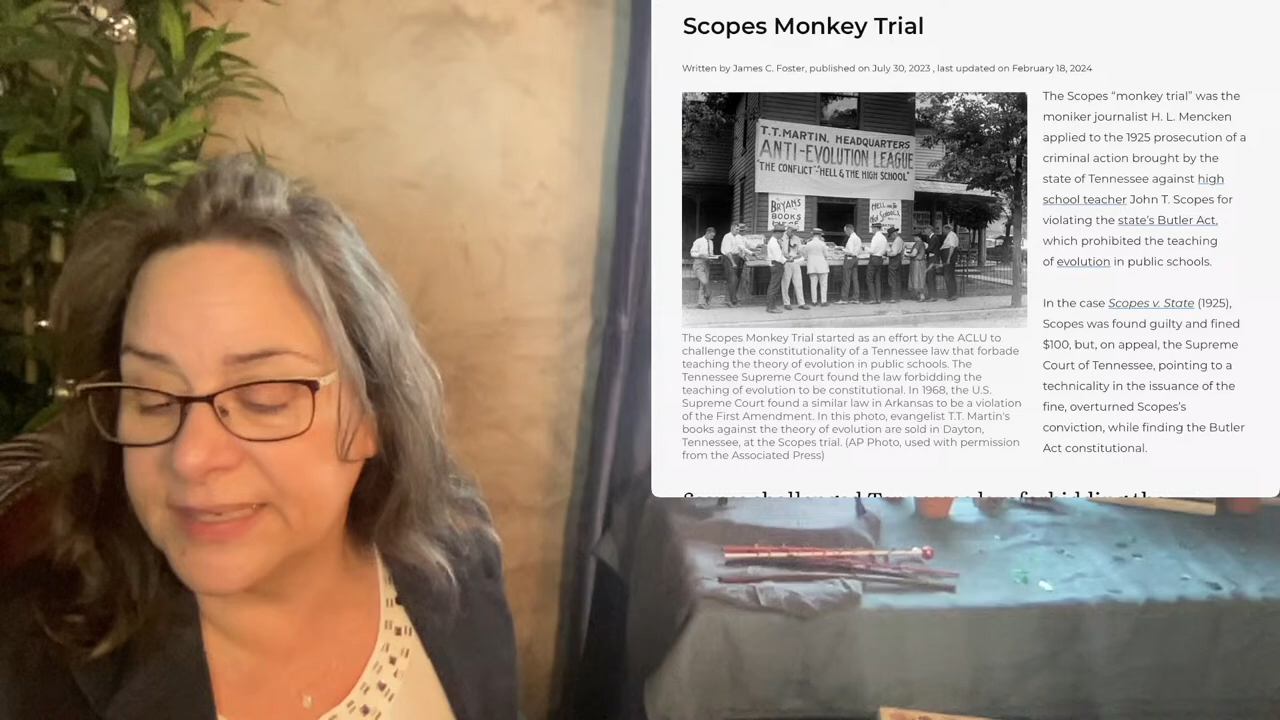 Scopes Monkey Trial
Written by James C. Foster, published on July 30, 2023 , last updated on February 18, 2024
T.T. MARTIN, HEADQUARTERS
ANTI-EVOLUTION LEAGUE
"THE CONFLICT"-"HELL & THE HIGH SCHOOL"
BRYAN'S
BOOKS
The Scopes Monkey Trial started as an effort by the ACLU to
challenge the constitutionality of a Tennessee law that forbade
teaching the theory of evolution in public schools. The
Tennessee Supreme Court found the law forbidding the
teaching of evolution to be constitutional. In 1968, the U.S.
Supreme Court found a similar law in Arkansas to be a violation
of the First Amendment. In this photo, evangelist T.T. Martin's
books against the theory of evolution are sold in Dayton,
Tennessee, at the Scopes trial. (AP Photo, used with permission
from the Associated Press)
The Scopes “monkey trial” was the
moniker journalist H. L. Mencken
applied to the 1925 prosecution of a
criminal action brought by the
state of Tennessee against high
school teacher John T. Scopes for
violating the state’s Butler Act,
which prohibited the teaching
of evolution in public schools.
In the case Scopes v. State (1925),
Scopes was found guilty and fined
$100, but, on appeal, the Supreme
Court of Tennessee, pointing to a
technicality in the issuance of the
fine, overturned Scopes’s
conviction, while finding the Butler
Act constitutional.